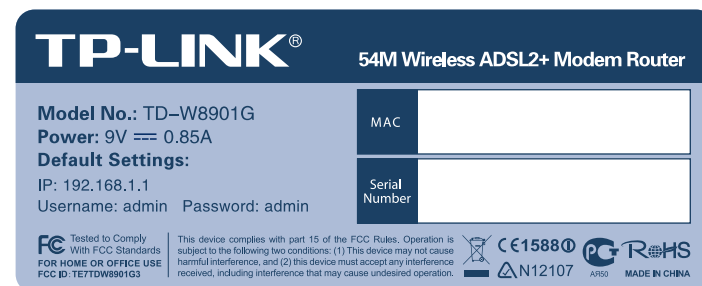 TP-LINK®
54M Wireless ADSL2+ Modem Router
Model No.: TD-W8901G
Power: 9V ⎓ 0.85A
Default Settings:
IP: 192.168.1.1
Username: admin Password: admin
MAC
Serial
Number
FC Tested to Comply
With FCC Standards
FOR HOME OR OFFICE USE
FCC ID: TE7TDW8901G3
This device complies with part 15 of the FCC Rules. Operation is
subject to the following two conditions: (1) This device may not cause
harmful interference, and (2) this device must accept any interference
received, including interference that may cause undesired operation.
CE1588
N12107
PCT
АЯ50
RoHS
MADE IN CHINA